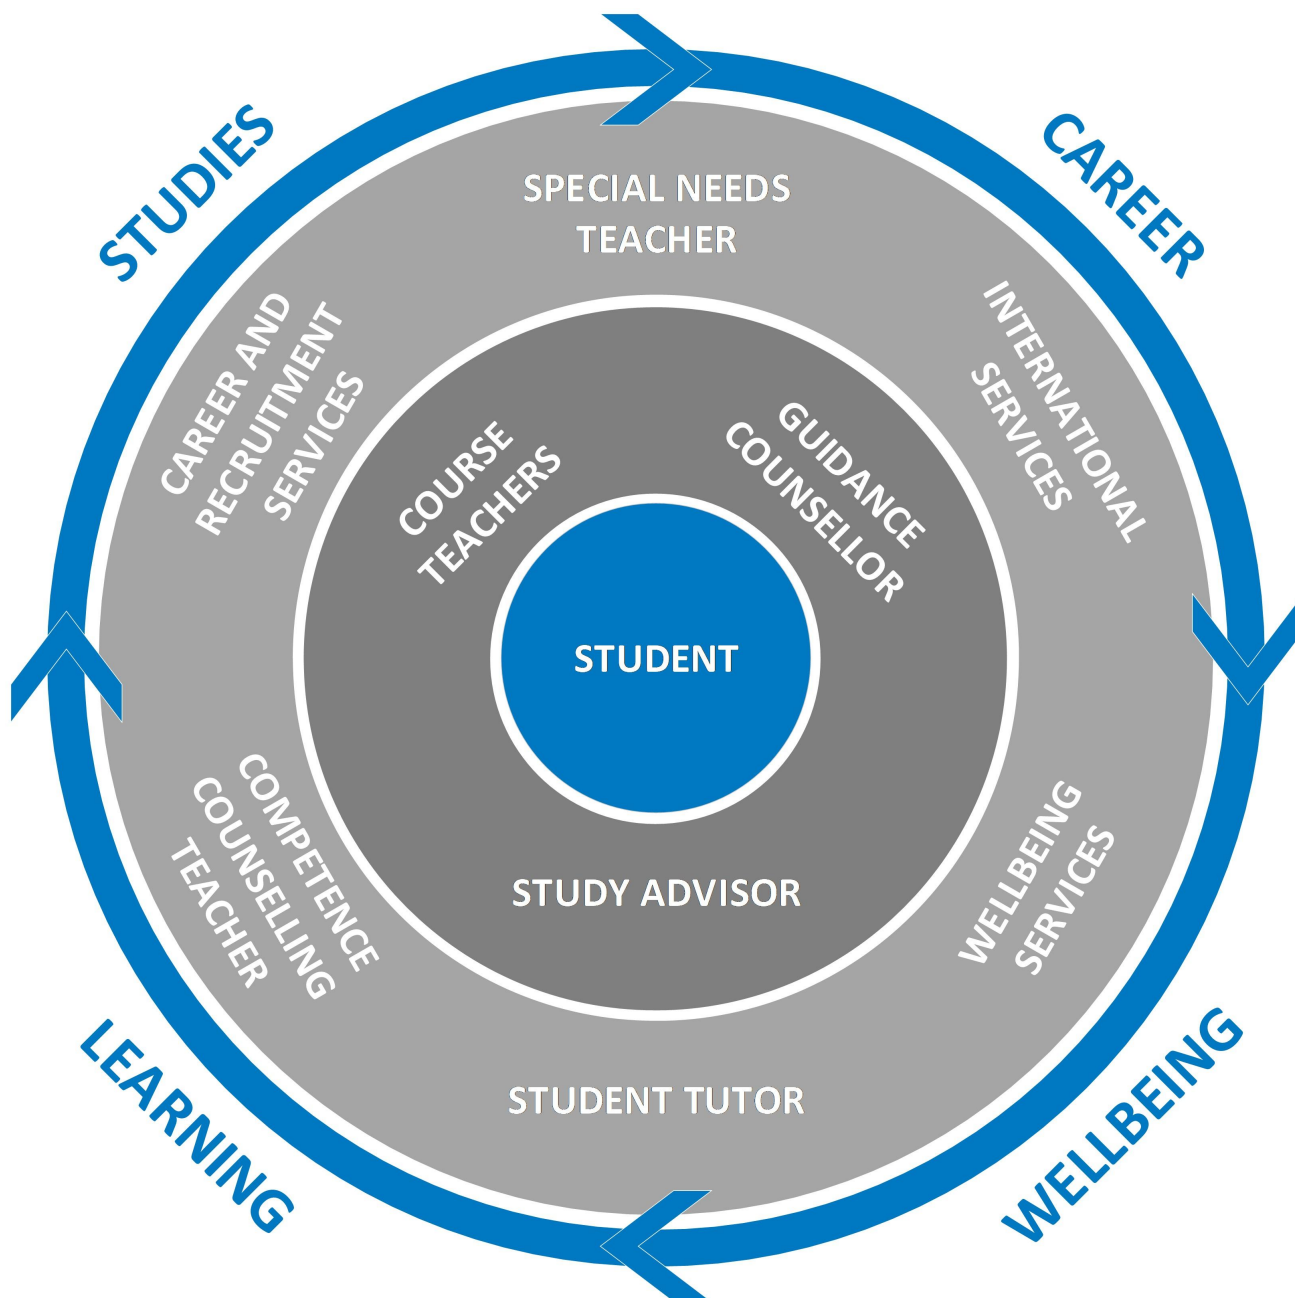 STUDIES
CAREER
SPECIAL NEEDS
TEACHER
CAREER AND
RECRUITMENT
SERVICES
INTERNATIONAL
SERVICES
COURSE
TEACHERS
GUIDANCE
COUNSELLOR
STUDENT
STUDY ADVISOR
COMPETENCE
COUNSELLING
TEACHER
WELLBEING
SERVICES
STUDENT TUTOR
LEARNING
WELLBEING